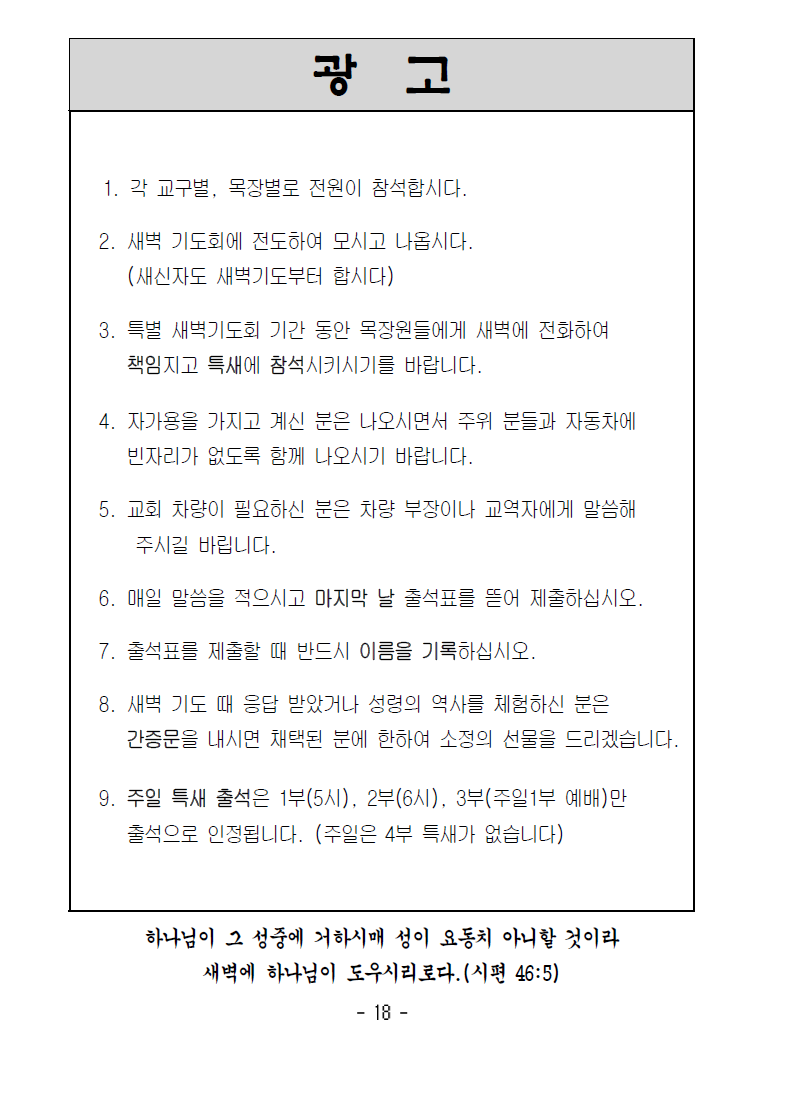 광 고
1. 각 교구별, 목장별로 전원이 참석합시다.
2. 새벽 기도회에 전도하여 모시고 나옵시다.
(새신자도 새벽기도부터 합시다)
3. 특별 새벽기도회 기간 동안 목장원들에게 새벽에 전화하여
책임지고 특새에 참석시키시기를 바랍니다.
4. 자가용을 가지고 계신 분은 나오시면서 주위 분들과 자동차에
빈자리가 없도록 함께 나오시기 바랍니다.
5. 교회 차량이 필요하신 분은 차량 부장이나 교역자에게 말씀해
주시길 바립니다.
6. 매일 말씀을 적으시고 마지막 날 출석표를 뜯어 제출하십시오.
7. 출석표를 제출할 때 반드시 이름을 기록하십시오.
8. 새벽 기도 때 응답 받았거나 성령의 역사를 체험하신 분은
간증문을 내시면 채택된 분에 한하여 소정의 선물을 드리겠습니다.
9. 주일 특새 출석은 1부(5시), 2부(6시), 3부(주일1부 예배)만
출석으로 인정됩니다. (주일은 4부 특새가 없습니다)
하나님이 그 성중에 거하시매 성이 요동치 아니할 것이라
새벽에 하나님이 도우시리로다.(시편 46:5)
- 18 -